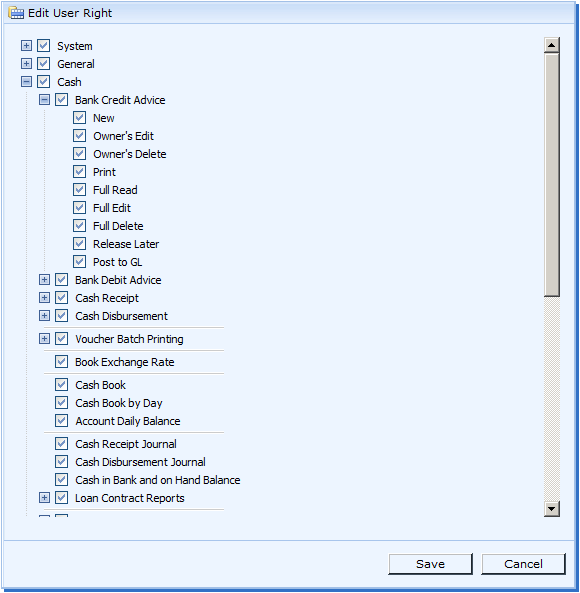 Edit User Right
System
General
Cash
Bank Credit Advice
New
Owner's Edit
Owner's Delete
Print
Full Read
Full Edit
Full Delete
Release Later
Post to GL
Bank Debit Advice
Cash Receipt
Cash Disbursement
Voucher Batch Printing
Book Exchange Rate
Cash Book
Cash Book by Day
Account Daily Balance
Cash Receipt Journal
Cash Disbursement Journal
Cash in Bank and on Hand Balance
Loan Contract Reports
Save Cancel